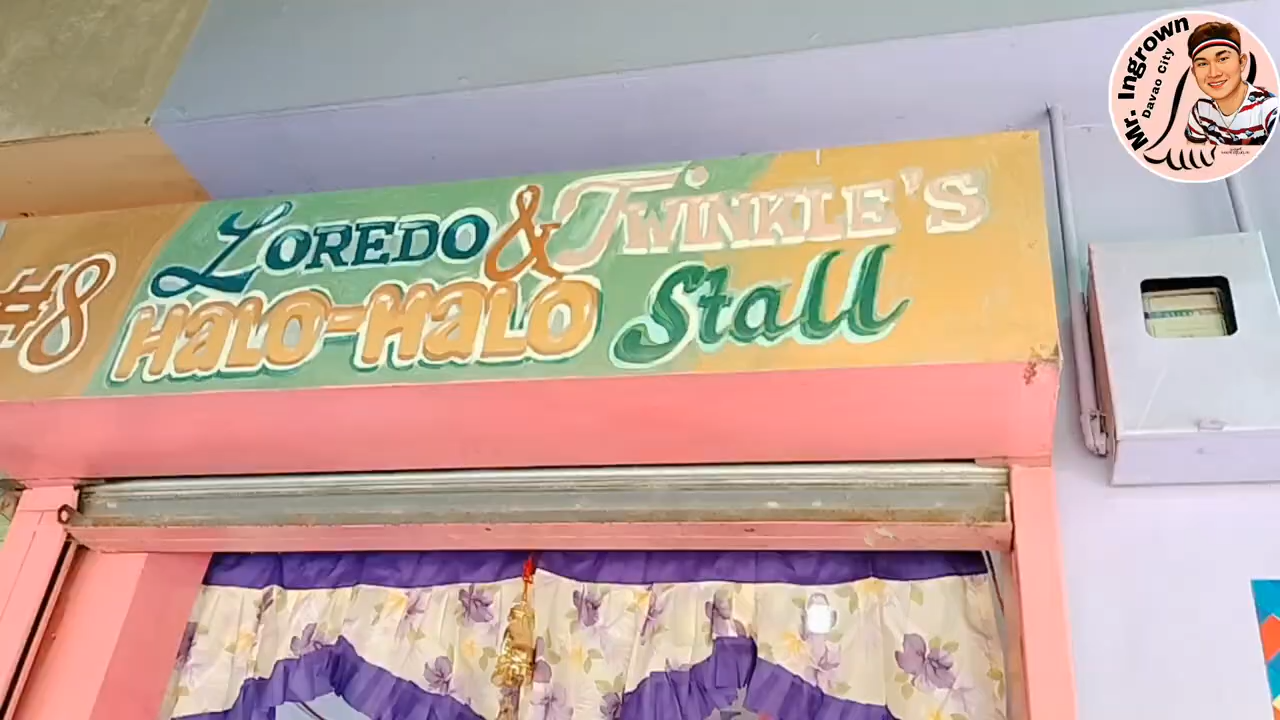 #8
LOREDO & TWINKLE'S
HaLO-HaLO Stall
Mr. Ingrown
Davao City